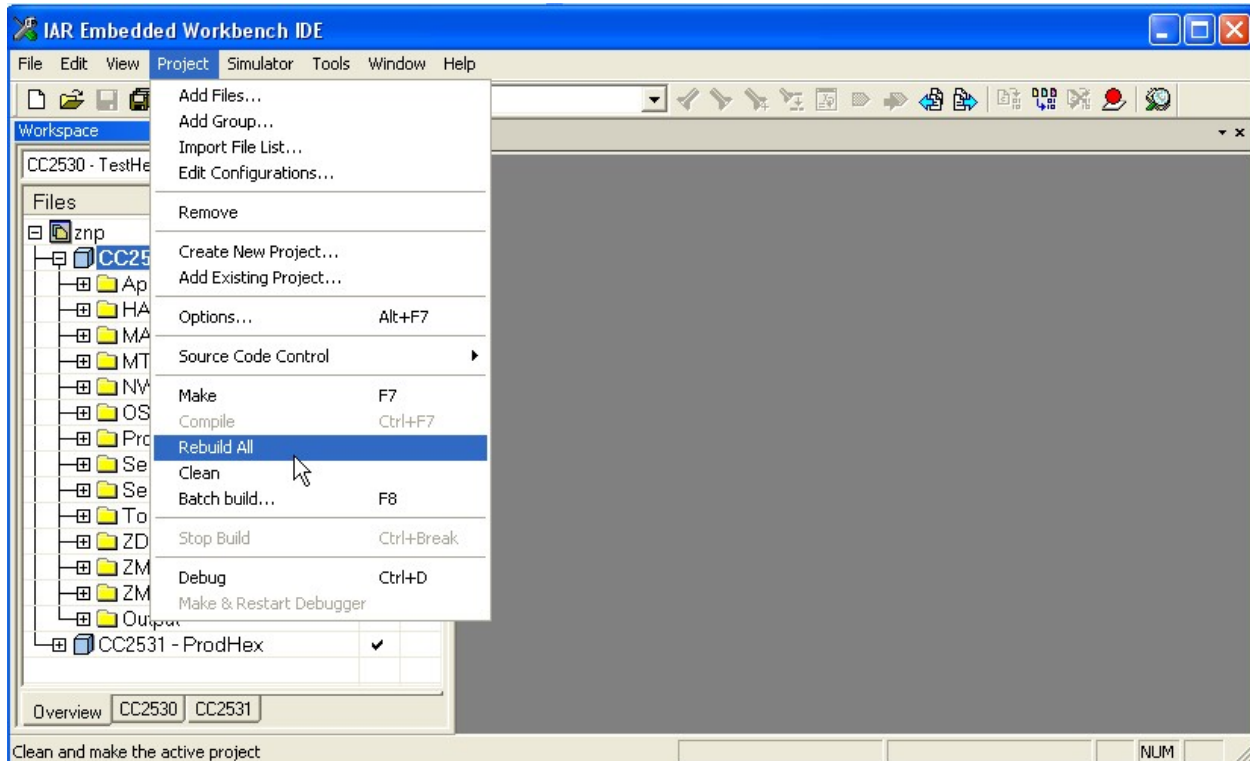 IAR Embedded Workbench IDE
File Edit View Project Simulator Tools Window Help
Workspace
CC2530 - TestHe
Files
znp
CC25
Ap
HA
MA
MT
NW
OS
Pro
Se
Se
To
ZD
ZM
ZM
Output
CC2531 - ProdHex
Overview CC2530 CC2531
Add Files...
Add Group...
Import File List...
Edit Configurations...
Remove
Create New Project...
Add Existing Project...
Options... Alt+F7
Source Code Control
Make F7
Compile Ctrl+F7
Rebuild All
Clean
Batch build... F8
Stop Build Ctrl+Break
Debug Ctrl+D
Make & Restart Debugger
Clean and make the active project NUM